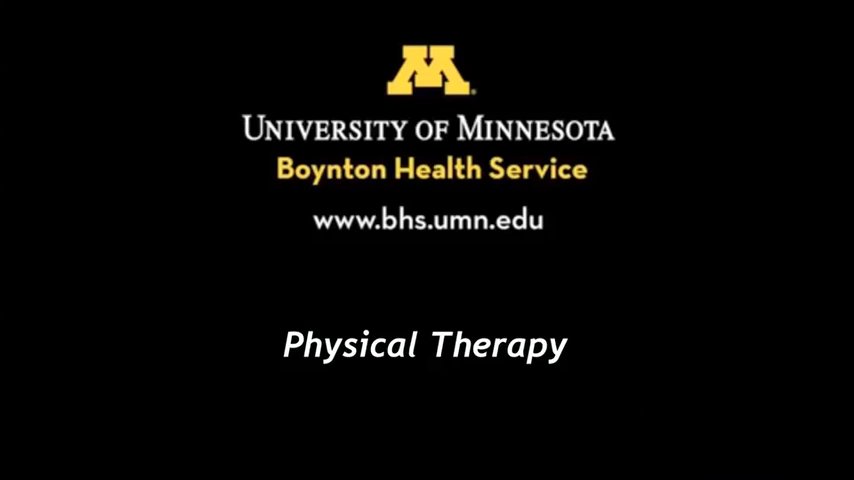 M
UNIVERSITY OF MINNESOTA
Boynton Health Service
www.bhs.umn.edu
Physical Therapy